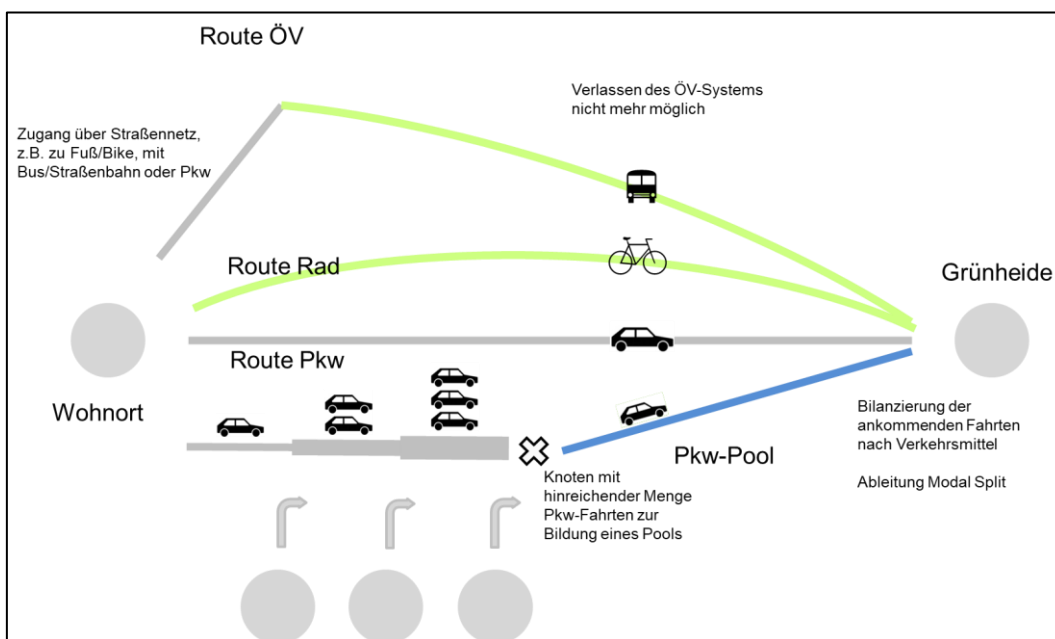 Route ÖV
Verlassen des ÖV-Systems
nicht mehr möglich
Zugang über Straßennetz,
z.B. zu Fuß/Bike, mit
Bus/Straßenbahn oder Pkw
Route Rad
Grünheide
Route Pkw
Wohnort
Bilanzierung der
ankommenden Fahrten
nach Verkehrsmittel
Ableitung Modal Split
Pkw-Pool
Knoten mit
hinreichender Menge
Pkw-Fahrten zur
Bildung eines Pools